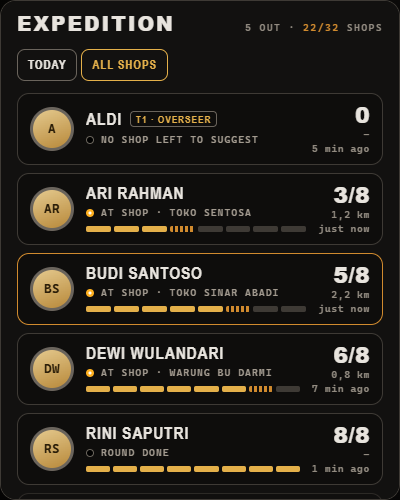 EXPEDITION
5 OUT · 22/32 SHOPS
TODAY
ALL SHOPS
A
ALDI
T1 · OVERSEER
NO SHOP LEFT TO SUGGEST
0
–
5 min ago
AR
ARI RAHMAN
AT SHOP · TOKO SENTOSA
3/8
1,2 km
just now
BS
BUDI SANTOSO
AT SHOP · TOKO SINAR ABADI
5/8
2,2 km
just now
DW
DEWI WULANDARI
AT SHOP · WARUNG BU DARMI
6/8
0,8 km
7 min ago
RS
RINI SAPUTRI
ROUND DONE
8/8
–
1 min ago